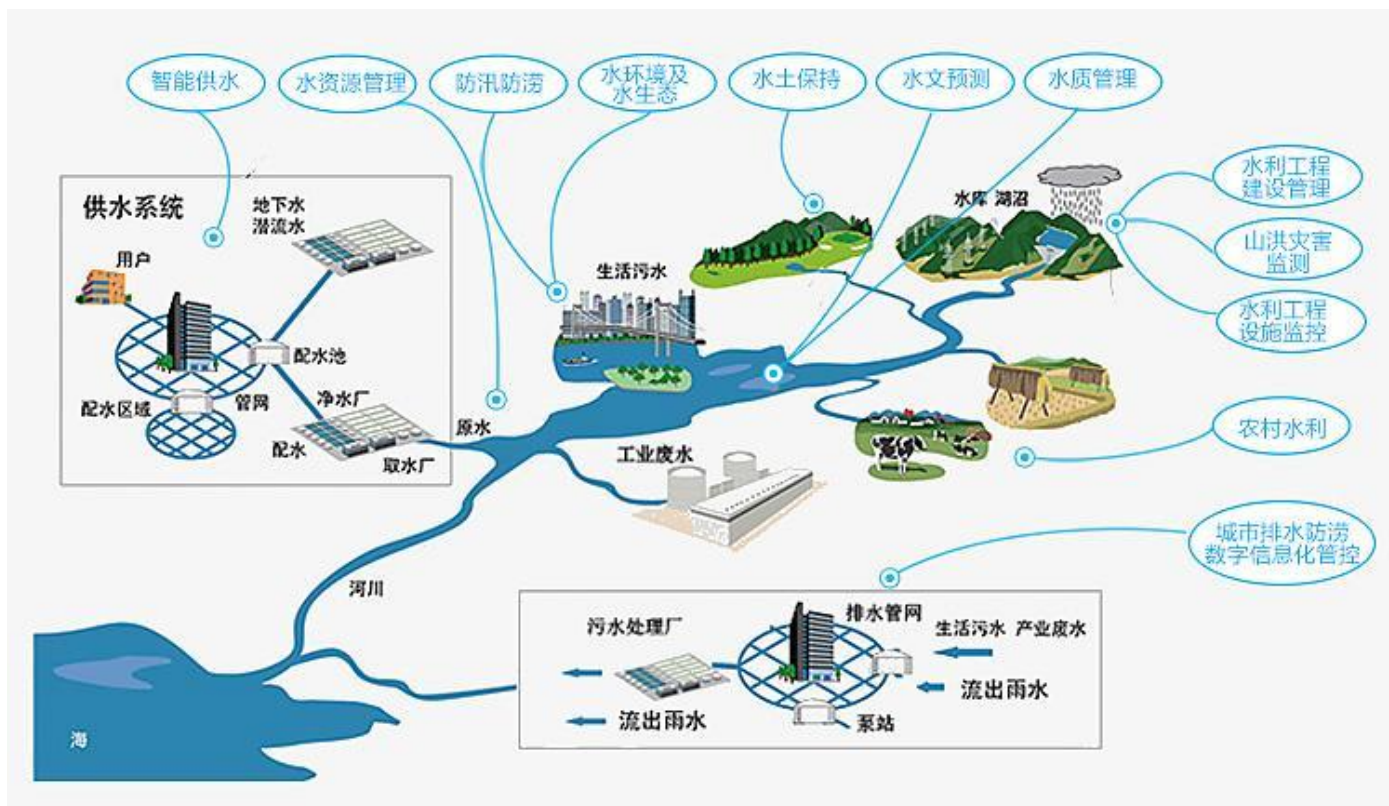 智能供水
水资源管理
防汛防涝
水环境及
水生态
水土保持
水文预测
水质管理
水利工程
建设管理
山洪灾害
监测
水利工程
设施监控
农村水利
城市排水防涝
数字信息化管控
供水系统
地下水
潜流水
用户
配水池
配水区域
管网
净水厂
配水
取水厂
原水
生活污水
水库 湖沼
工业废水
河川
海
污水处理厂
排水管网
生活污水 产业废水
流出雨水
流出雨水
泵站